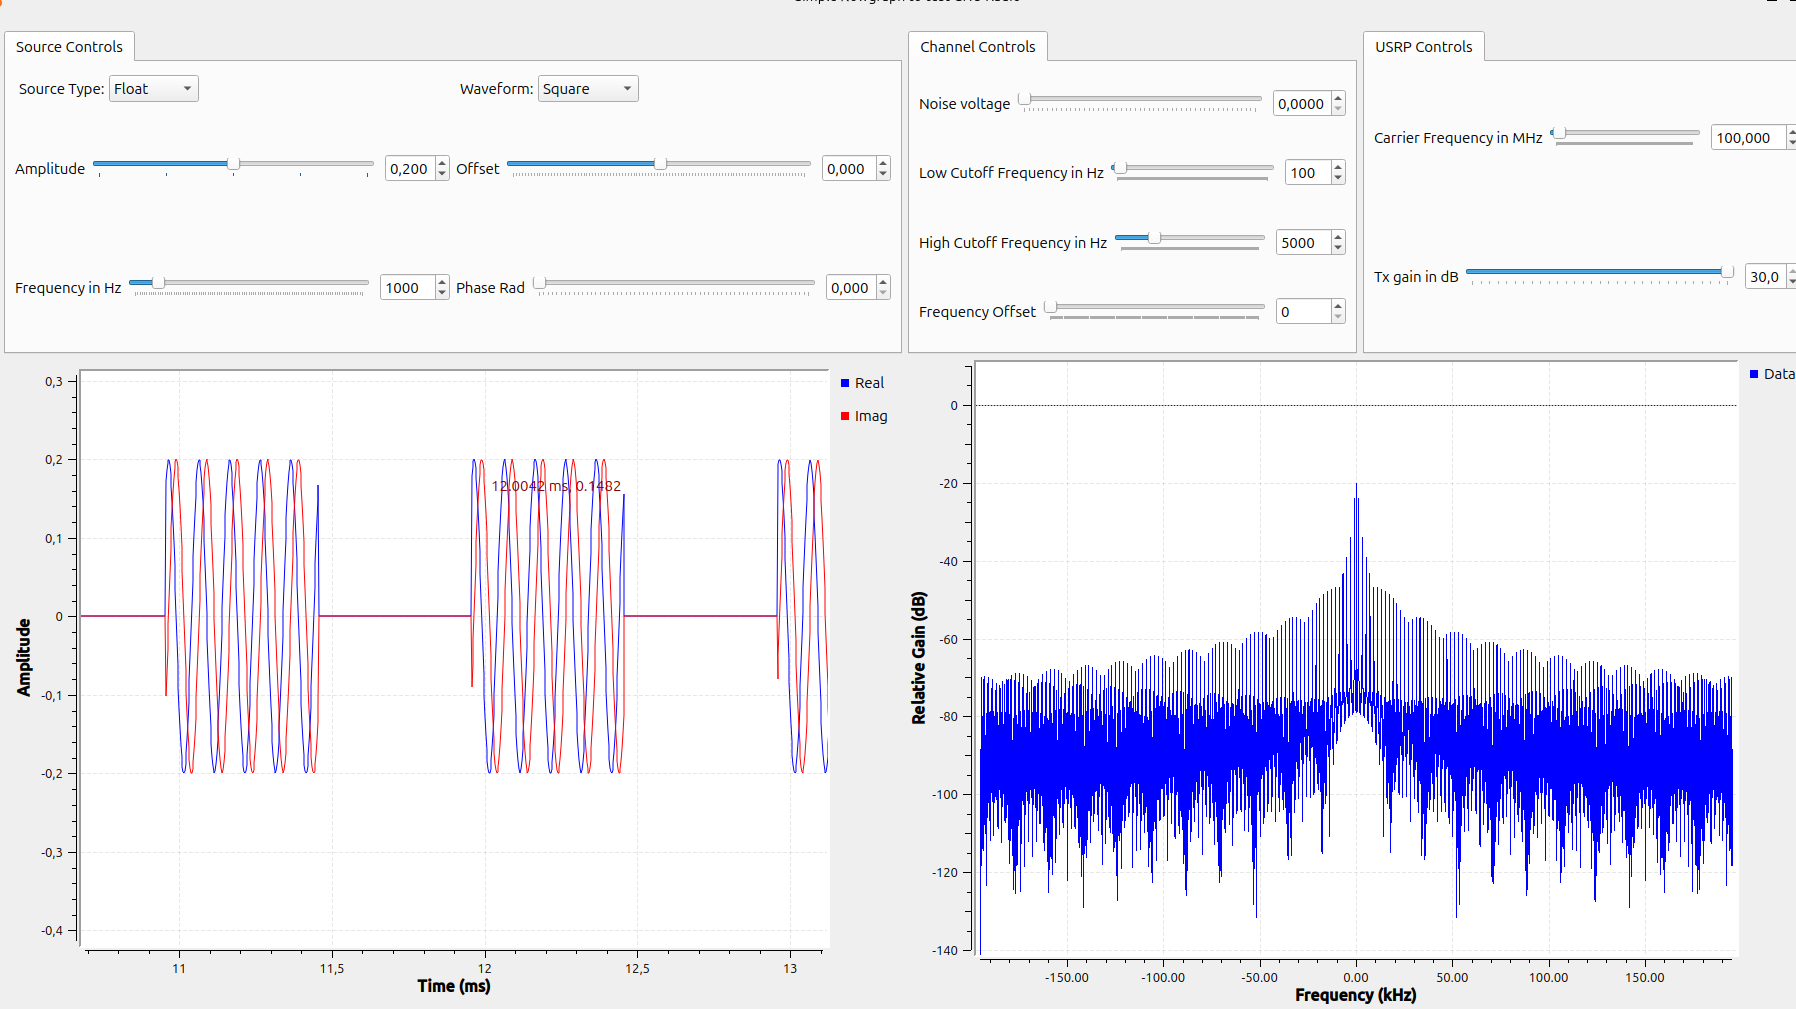 Source Controls
Source Type: Float
Waveform: Square
Amplitude 0,200
Offset 0,000
Frequency in Hz 1000
Phase Rad 0,000
Channel Controls
Noise voltage 0,0000
Low Cutoff Frequency in Hz 100
High Cutoff Frequency in Hz 5000
Frequency Offset 0
USRP Controls
Carrier Frequency in MHz 100,000
Tx gain in dB 30,0
0,3
0,2
0,1
0
-0,1
-0,2
-0,3
-0,4
Amplitude
12.0042 ms, 0.1482
Real
Imag
11 11,5 12 12,5 13
Time (ms)
0
-20
-40
-60
-80
-100
-120
-140
Relative Gain (dB)
Data
-150.00 -100.00 -50.00 0.00 50.00 100.00 150.00
Frequency (kHz)